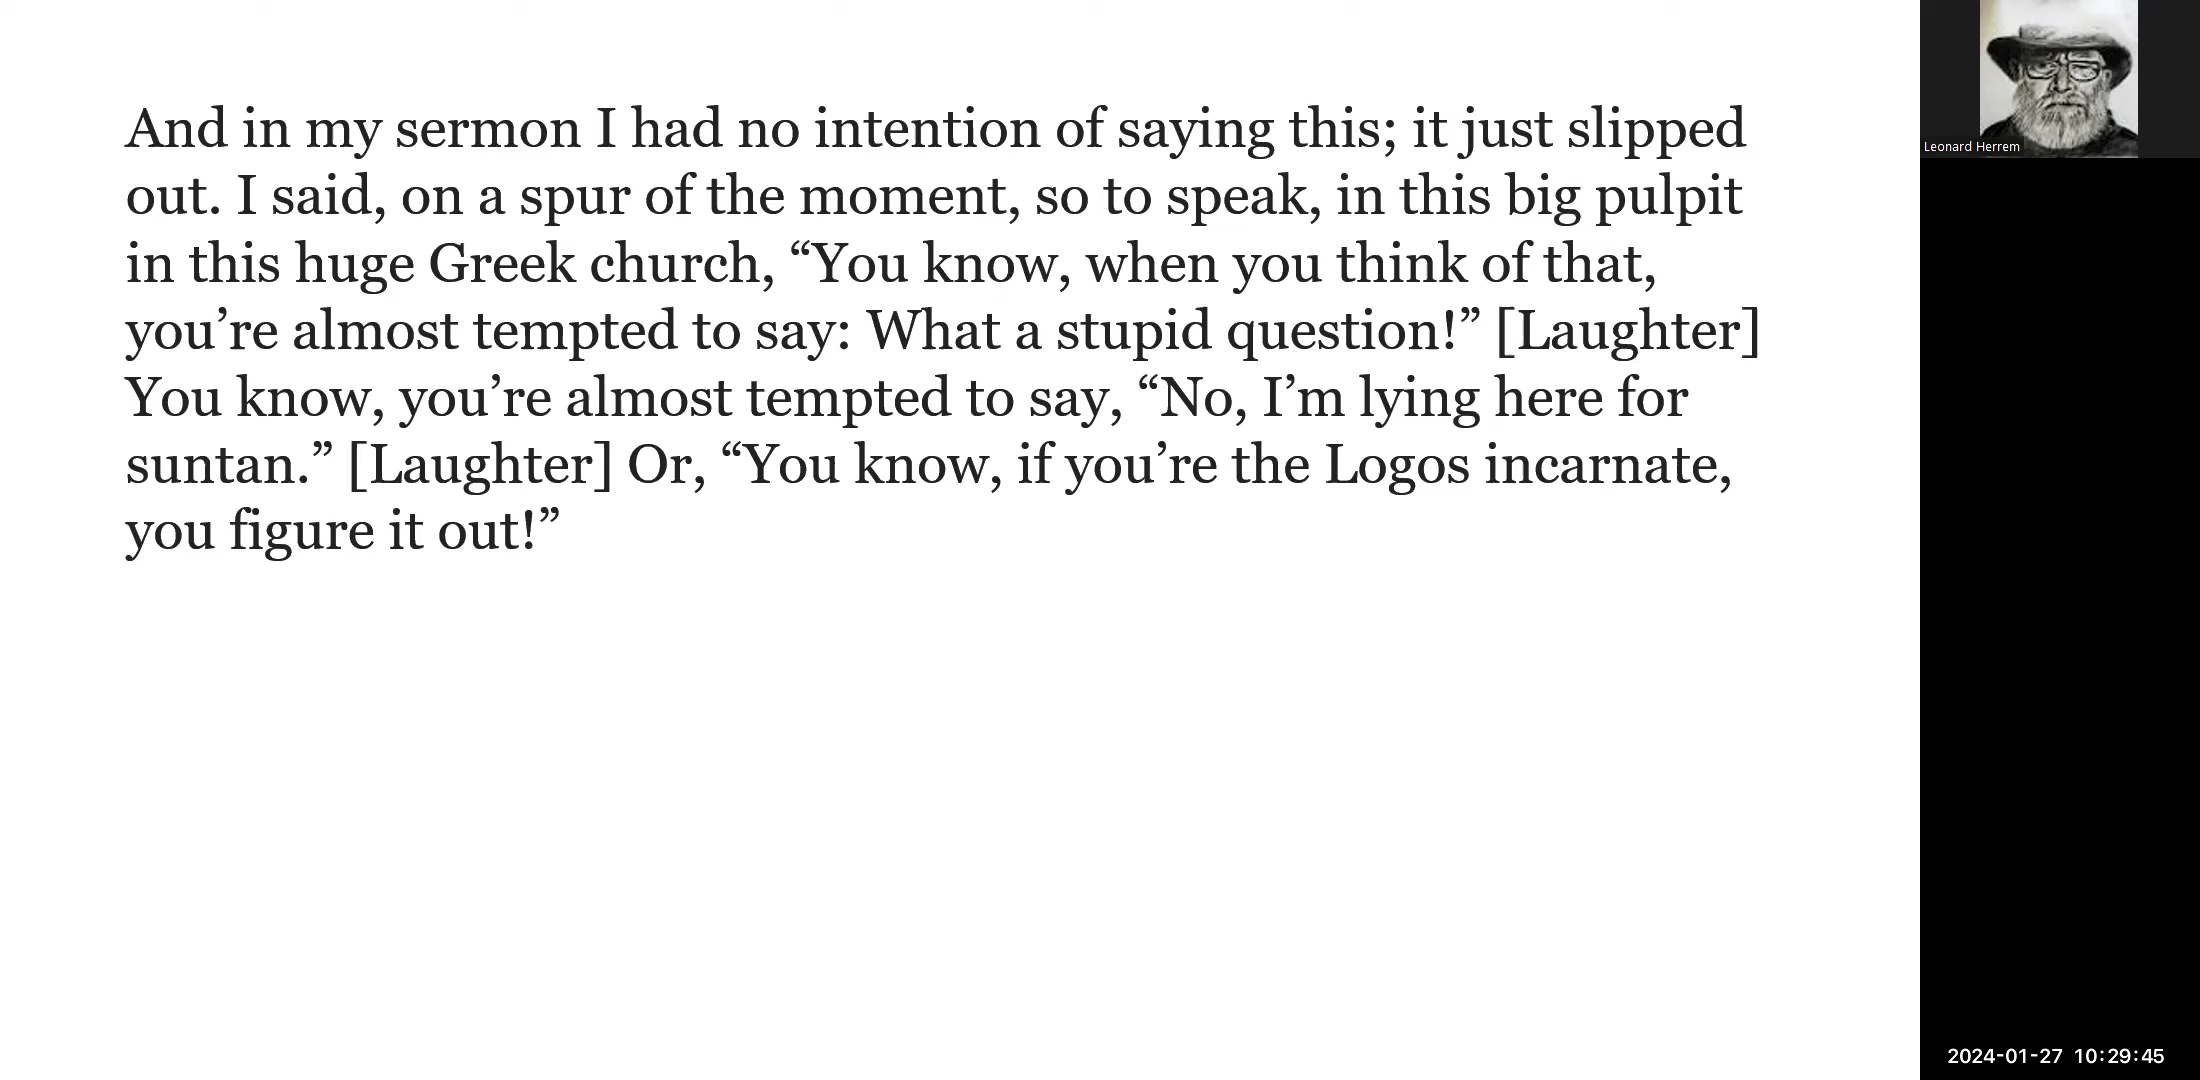 And in my sermon I had no intention of saying this; it just slipped
out. I said, on a spur of the moment, so to speak, in this big pulpit
in this huge Greek church, “You know, when you think of that,
you’re almost tempted to say: What a stupid question!” [Laughter]
You know, you’re almost tempted to say, “No, I’m lying here for
suntan.” [Laughter] Or, “You know, if you’re the Logos incarnate,
you figure it out!”
Leonard Herrem
2024-01-27 10:29:45